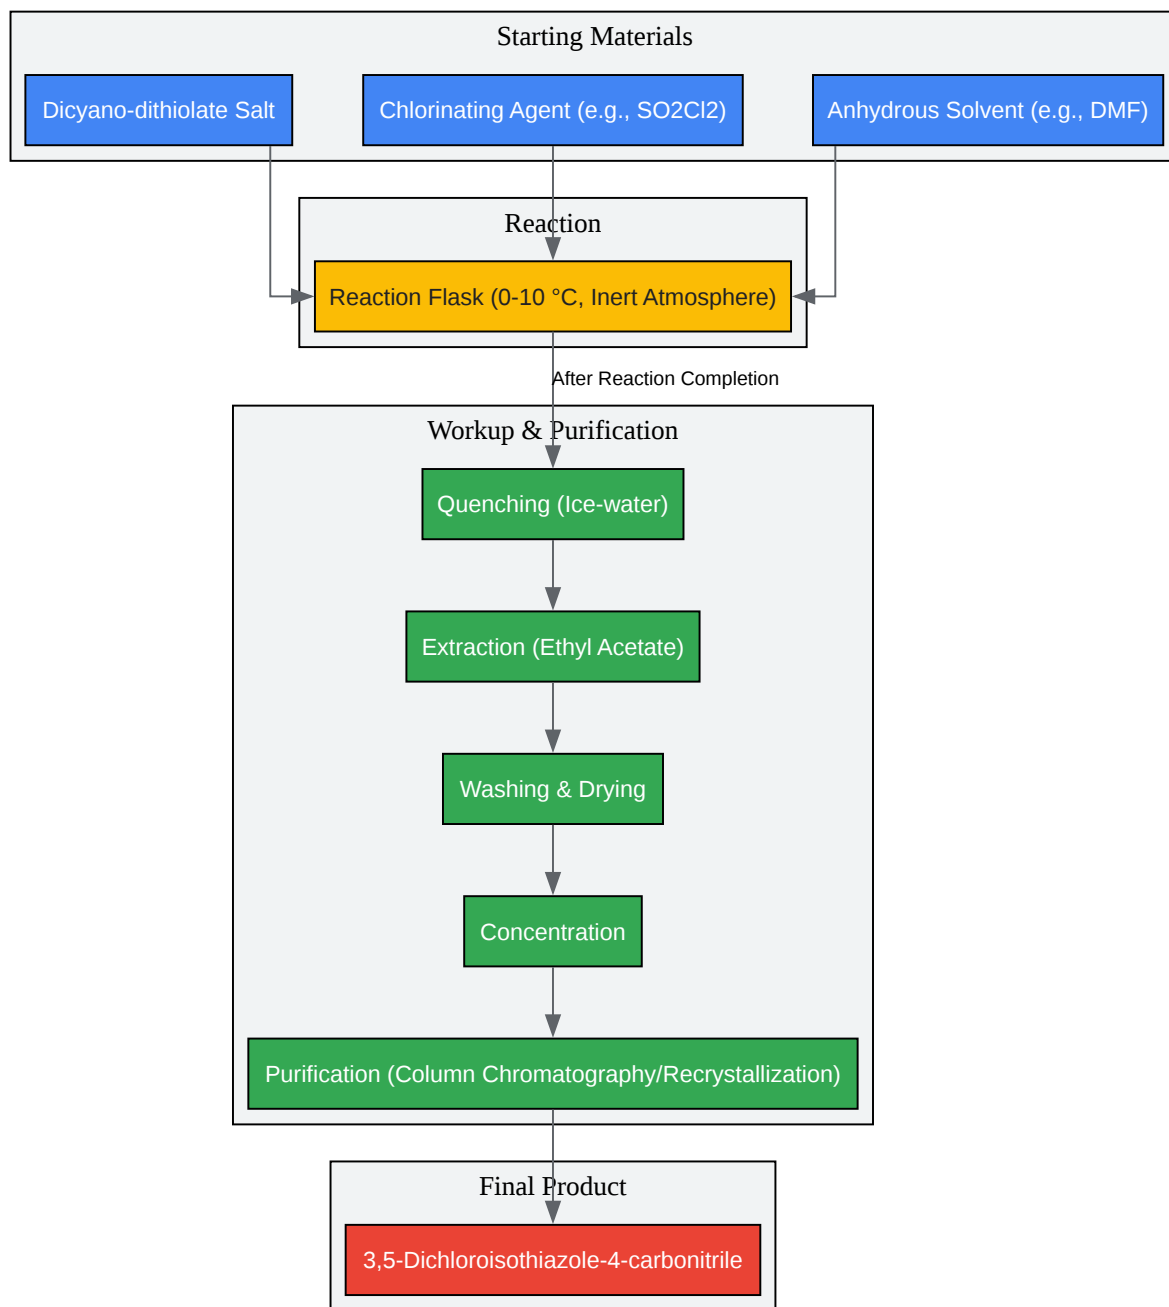 Starting Materials
Dicyano-dithiolate Salt
Chlorinating Agent (e.g., SO2Cl2)
Anhydrous Solvent (e.g., DMF)
Reaction
Reaction Flask (0-10 °C, Inert Atmosphere)
After Reaction Completion
Workup & Purification
Quenching (Ice-water)
Extraction (Ethyl Acetate)
Washing & Drying
Concentration
Purification (Column Chromatography/Recrystallization)
Final Product
3,5-Dichloroisothiazole-4-carbonitrile